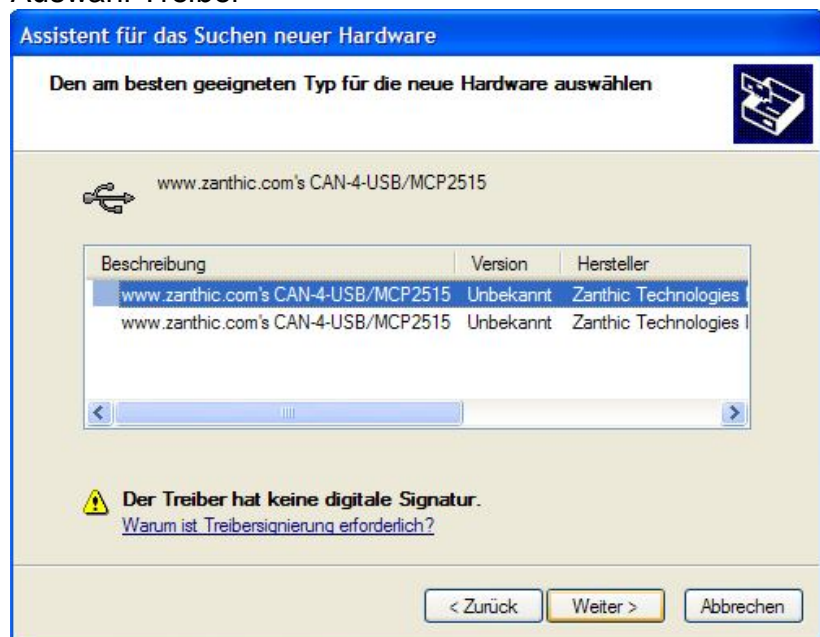 Auswahl Treiber
Assistent für das Suchen neuer Hardware
Den am besten geeigneten Typ für die neue Hardware auswählen
www.zanthic.com's CAN-4-USB/MCP2515
Beschreibung Version Hersteller
www.zanthic.com's CAN-4-USB/MCP2515 Unbekannt Zanthic Technologies
www.zanthic.com's CAN-4-USB/MCP2515 Unbekannt Zanthic Technologies I
Der Treiber hat keine digitale Signatur.
Warum ist Treibersignierung erforderlich?
< Zurück Weiter > Abbrechen